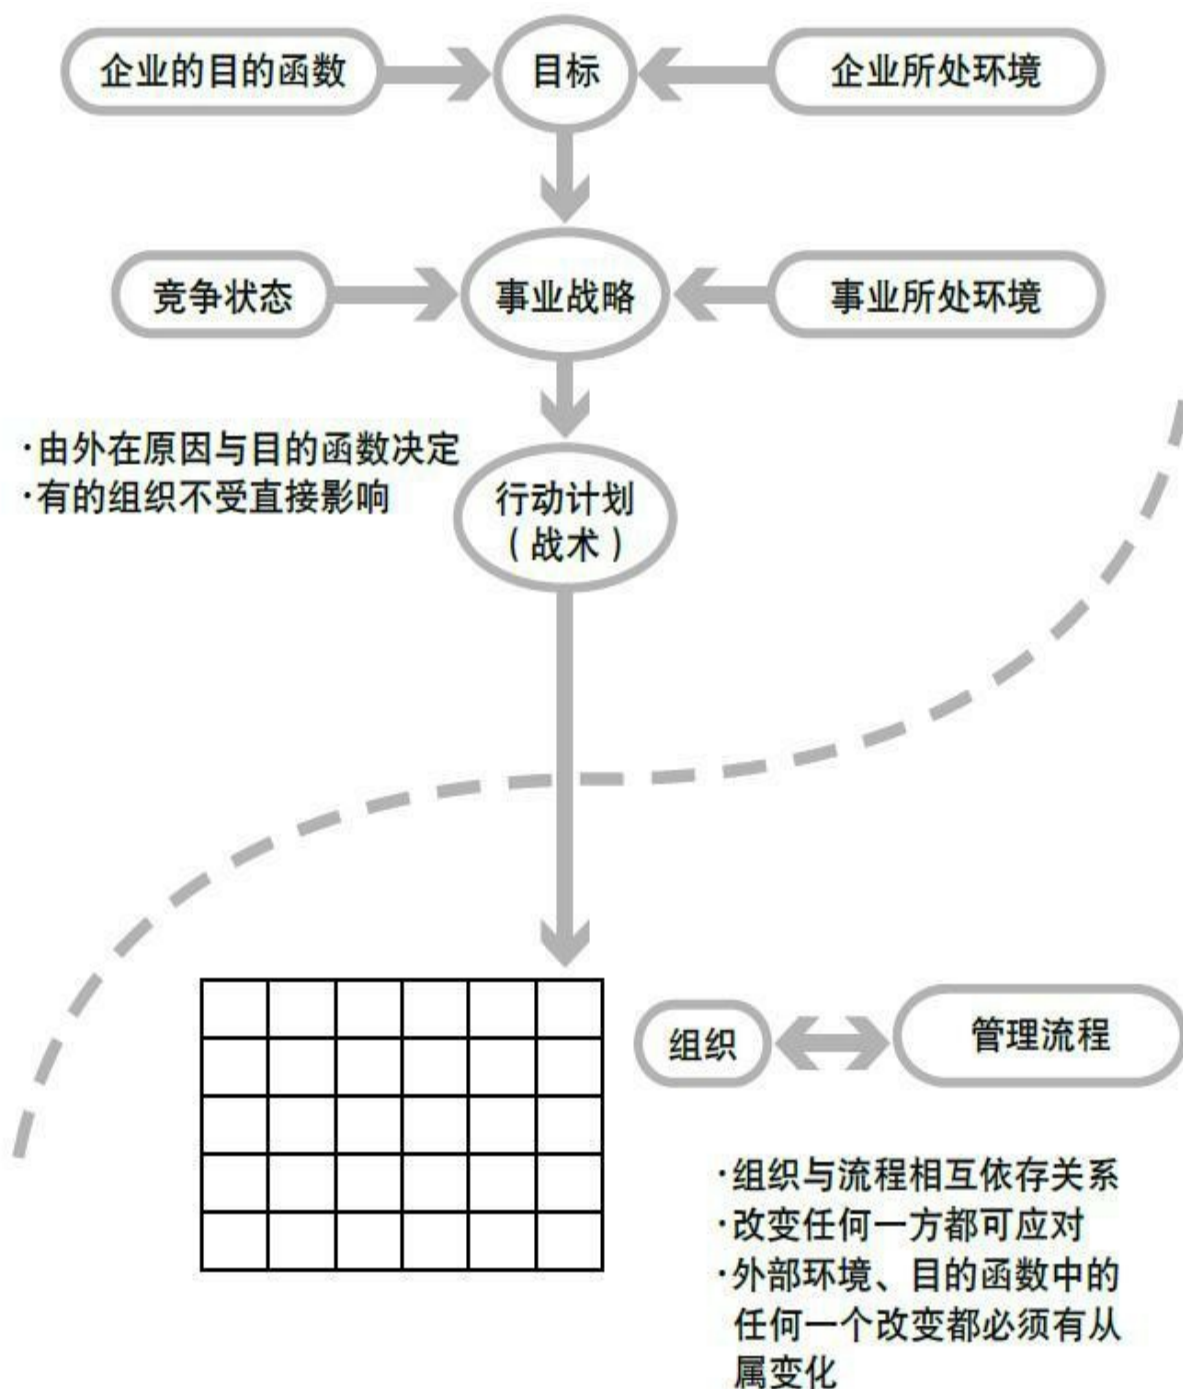 企业的目的函数
目标
企业所处环境
竞争状态
事业战略
事业所处环境
·由外在原因与目的函数决定
·有的组织不受直接影响
行动计划
（战术）
组织
管理流程
·组织与流程相互依存关系
·改变任何一方都可应对
·外部环境、目的函数中的
任何一个改变都必须有从
属变化